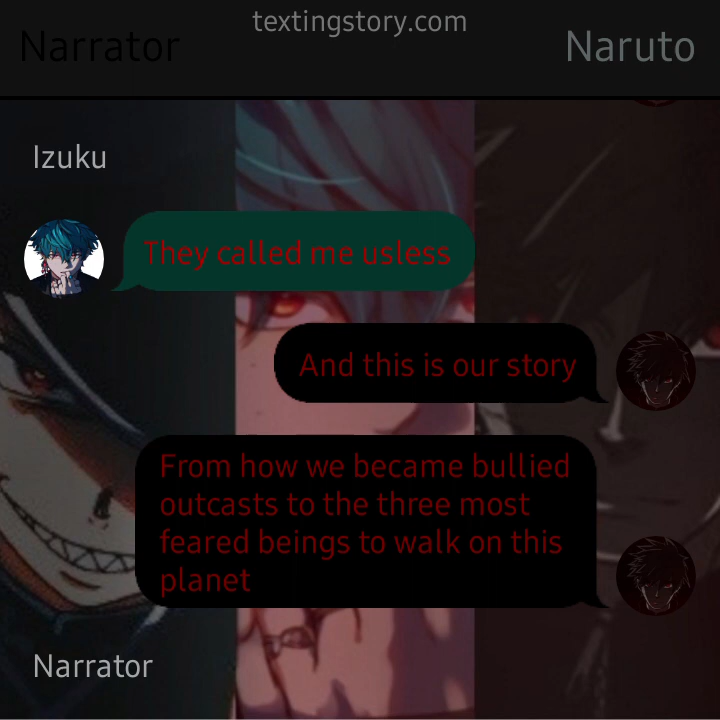 textingstory.com
Narrator
Naruto
Izuku
They called me usless
And this is our story
From how we became bullied
outcasts to the three most
feared beings to walk on this
planet
Narrator